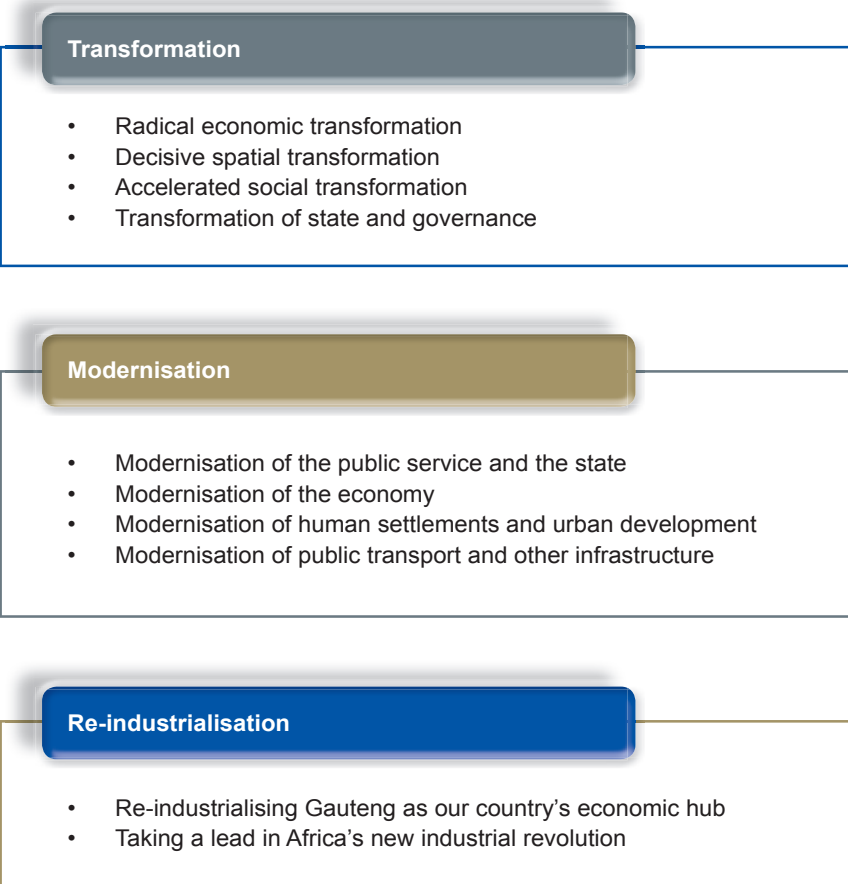 Transformation
• Radical economic transformation
• Decisive spatial transformation
• Accelerated social transformation
• Transformation of state and governance
Modernisation
• Modernisation of the public service and the state
• Modernisation of the economy
• Modernisation of human settlements and urban development
• Modernisation of public transport and other infrastructure
Re-industrialisation
• Re-industrialising Gauteng as our country’s economic hub
• Taking a lead in Africa’s new industrial revolution